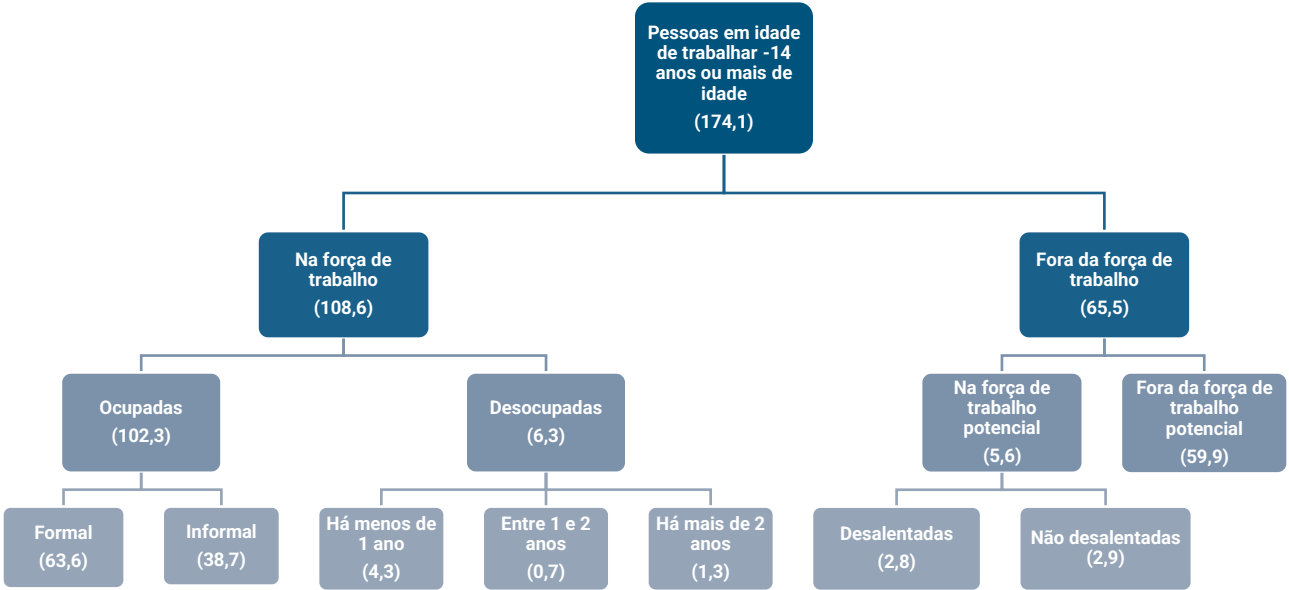 Pessoas em idade
de trabalhar -14
anos ou mais de
idade
(174,1)
Na força de
trabalho
(108,6)
Fora da força de
trabalho
(65,5)
Ocupadas
(102,3)
Desocupadas
(6,3)
Na força de
trabalho
potencial
(5,6)
Fora da força de
trabalho
potencial
(59,9)
Formal
(63,6)
Informal
(38,7)
Há menos de
1 ano
(4,3)
Entre 1 e 2
anos
(0,7)
Há mais de 2
anos
(1,3)
Desalentadas
(2,8)
Não desalentadas
(2,9)